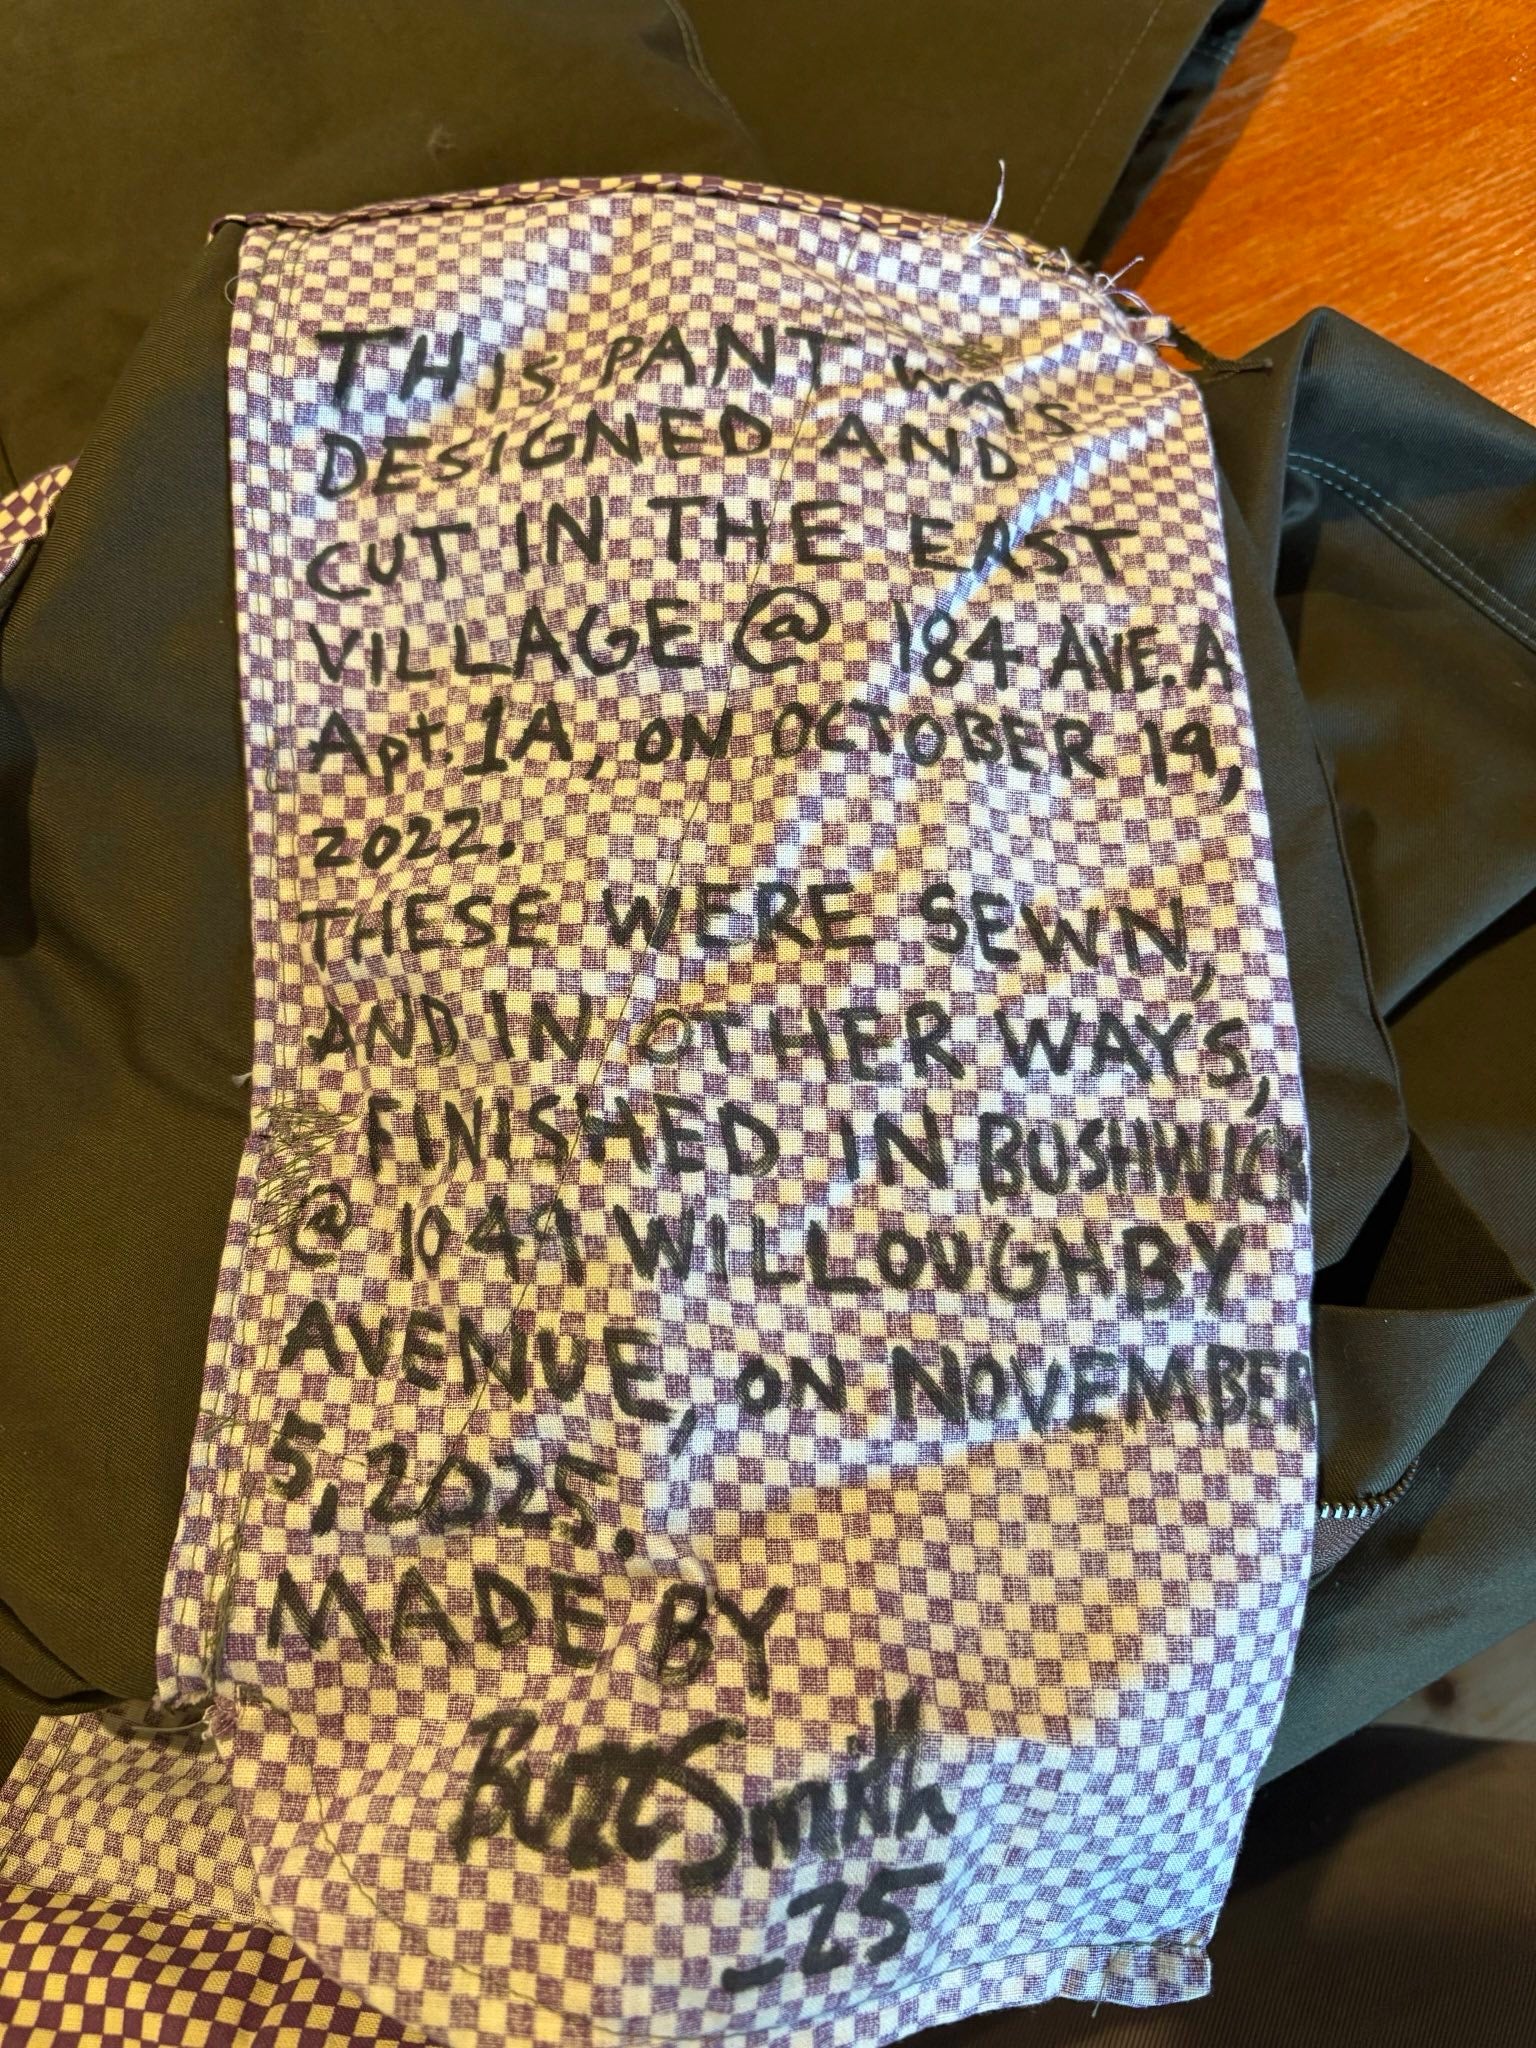 THIS PANT WAS
DESIGNED AND
CUT IN THE EAST
VILLAGE @ 184 AVE. A
Apt. 1A, ON OCTOBER 19,
2022.
THESE WERE SEWN,
AND IN OTHER WAYS,
FINISHED IN BUSHWICK
@ 1049 WILLOUGHBY
AVENUE, ON NOVEMBER
5, 2025.
MADE BY
Smith
-25